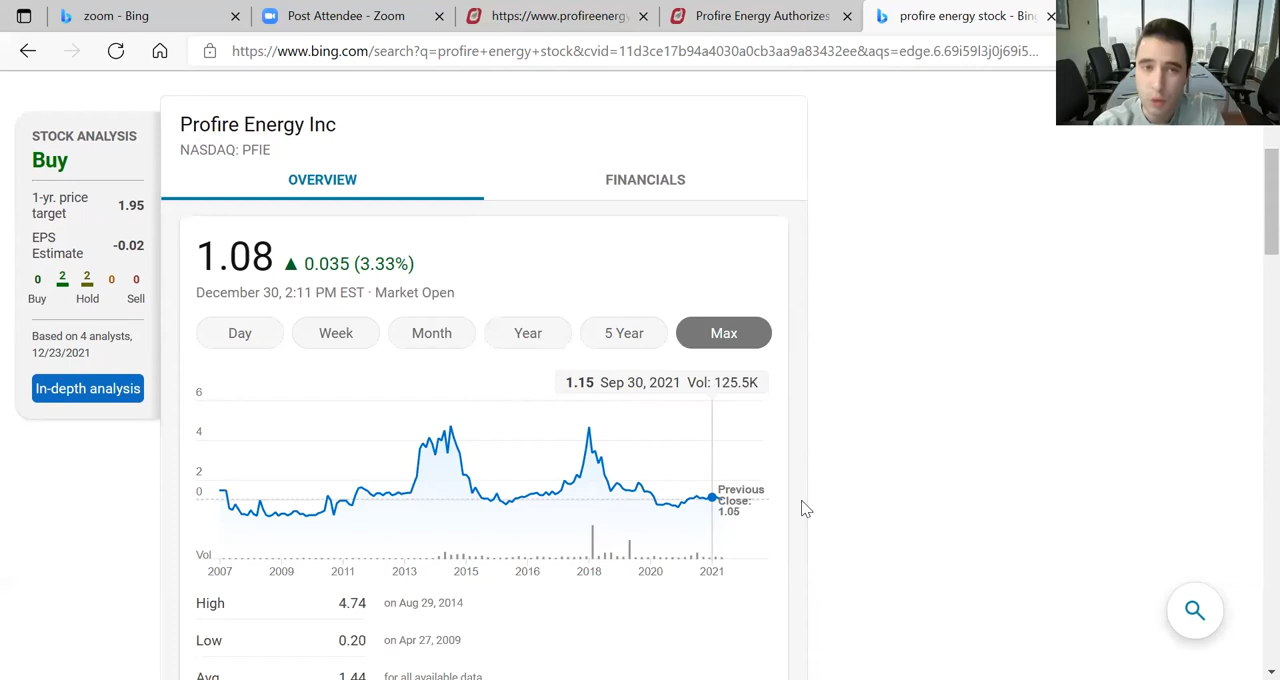 zoom - Bing
Post Attendee - Zoom
https://www.profireenergy
Profire Energy Authorizes
profire energy stock - Bin
https://www.bing.com/search?q=profire+energy+stock&cvid=11d3ce17b94a4030a0cb3aa9a83432ee&aqs=edge.6.69i59l3j0j69i5...
STOCK ANALYSIS
Buy
1-yr. price
target
1.95
EPS
Estimate
-0.02
0 2 2 0 0
Buy Hold Sell
Based on 4 analysts,
12/23/2021
In-depth analysis
Profire Energy Inc
NASDAQ: PFIE
OVERVIEW
FINANCIALS
1.08 ▲ 0.035 (3.33%)
December 30, 2:11 PM EST · Market Open
Day Week Month Year 5 Year Max
1.15 Sep 30, 2021 Vol: 125.5K
6
4
2
0
Previous
Close:
1.05
Vol
2007 2009 2011 2013 2015 2016 2018 2020 2021
High 4.74 on Aug 29, 2014
Low 0.20 on Apr 27, 2009
Avg 1.44 for all available data